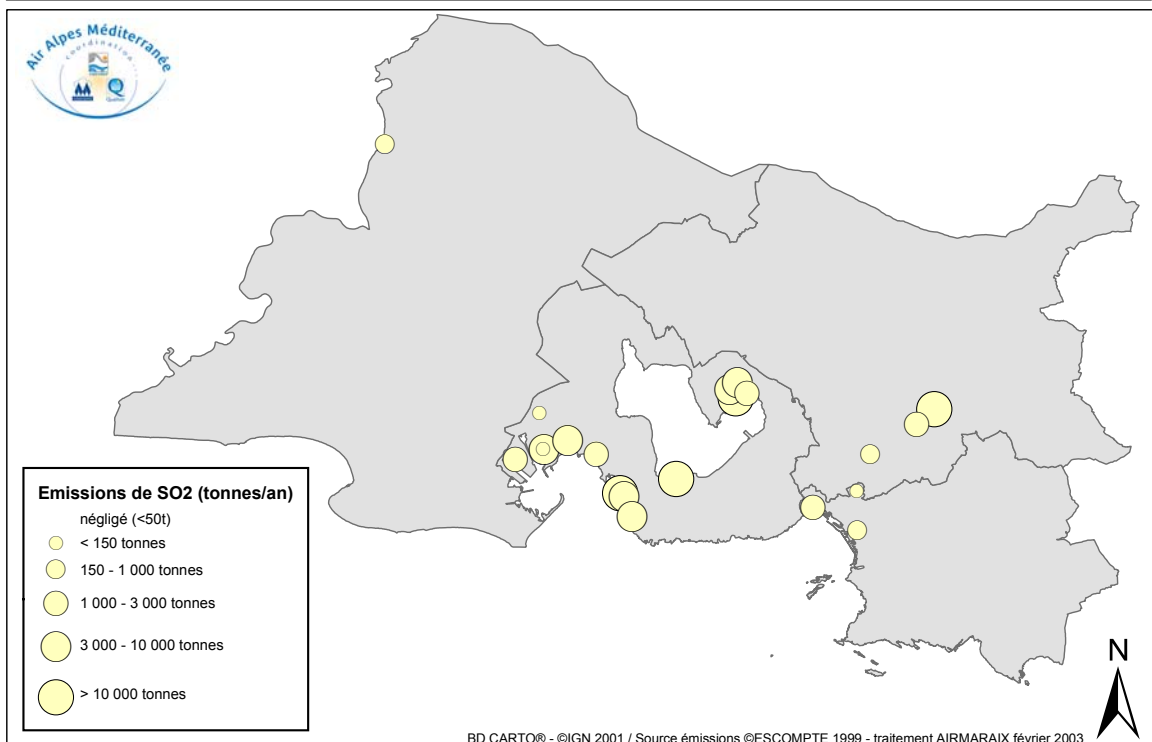 Air Alpes Méditerranée
coordination
Emissions de SO2 (tonnes/an)
négligé (<50t)
< 150 tonnes
150 - 1 000 tonnes
1 000 - 3 000 tonnes
3 000 - 10 000 tonnes
> 10 000 tonnes
N
BD CARTO® - ©IGN 2001 / Source émissions ©ESCOMPTE 1999 - traitement AIRMARAIX février 2003